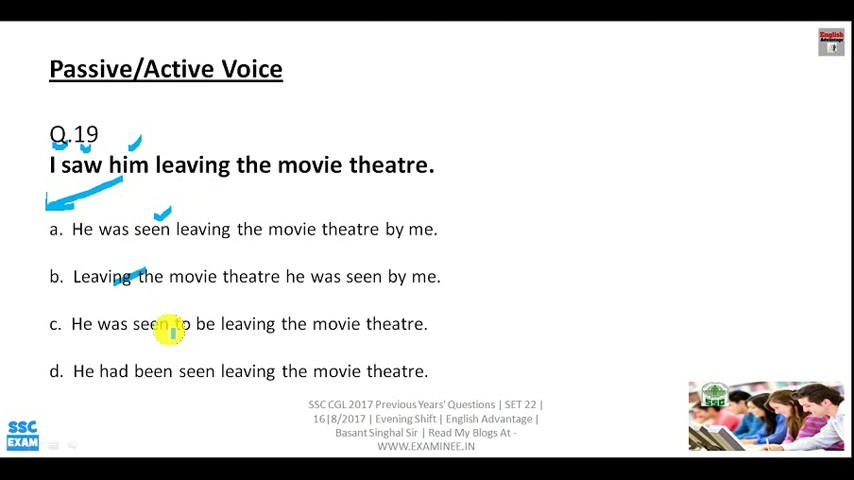 English
Advantage
Passive/Active Voice
Q.19
I saw him leaving the movie theatre.
a. He was seen leaving the movie theatre by me.
b. Leaving the movie theatre he was seen by me.
c. He was seen to be leaving the movie theatre.
d. He had been seen leaving the movie theatre.
SSC CGL 2017 Previous Years' Questions | SET 22 |
16|8/2017 | Evening Shift | English Advantage |
Basant Singhal Sir | Read My Blogs At -
WWW.EXAMINEE.IN
SSC
EXAM
SSC